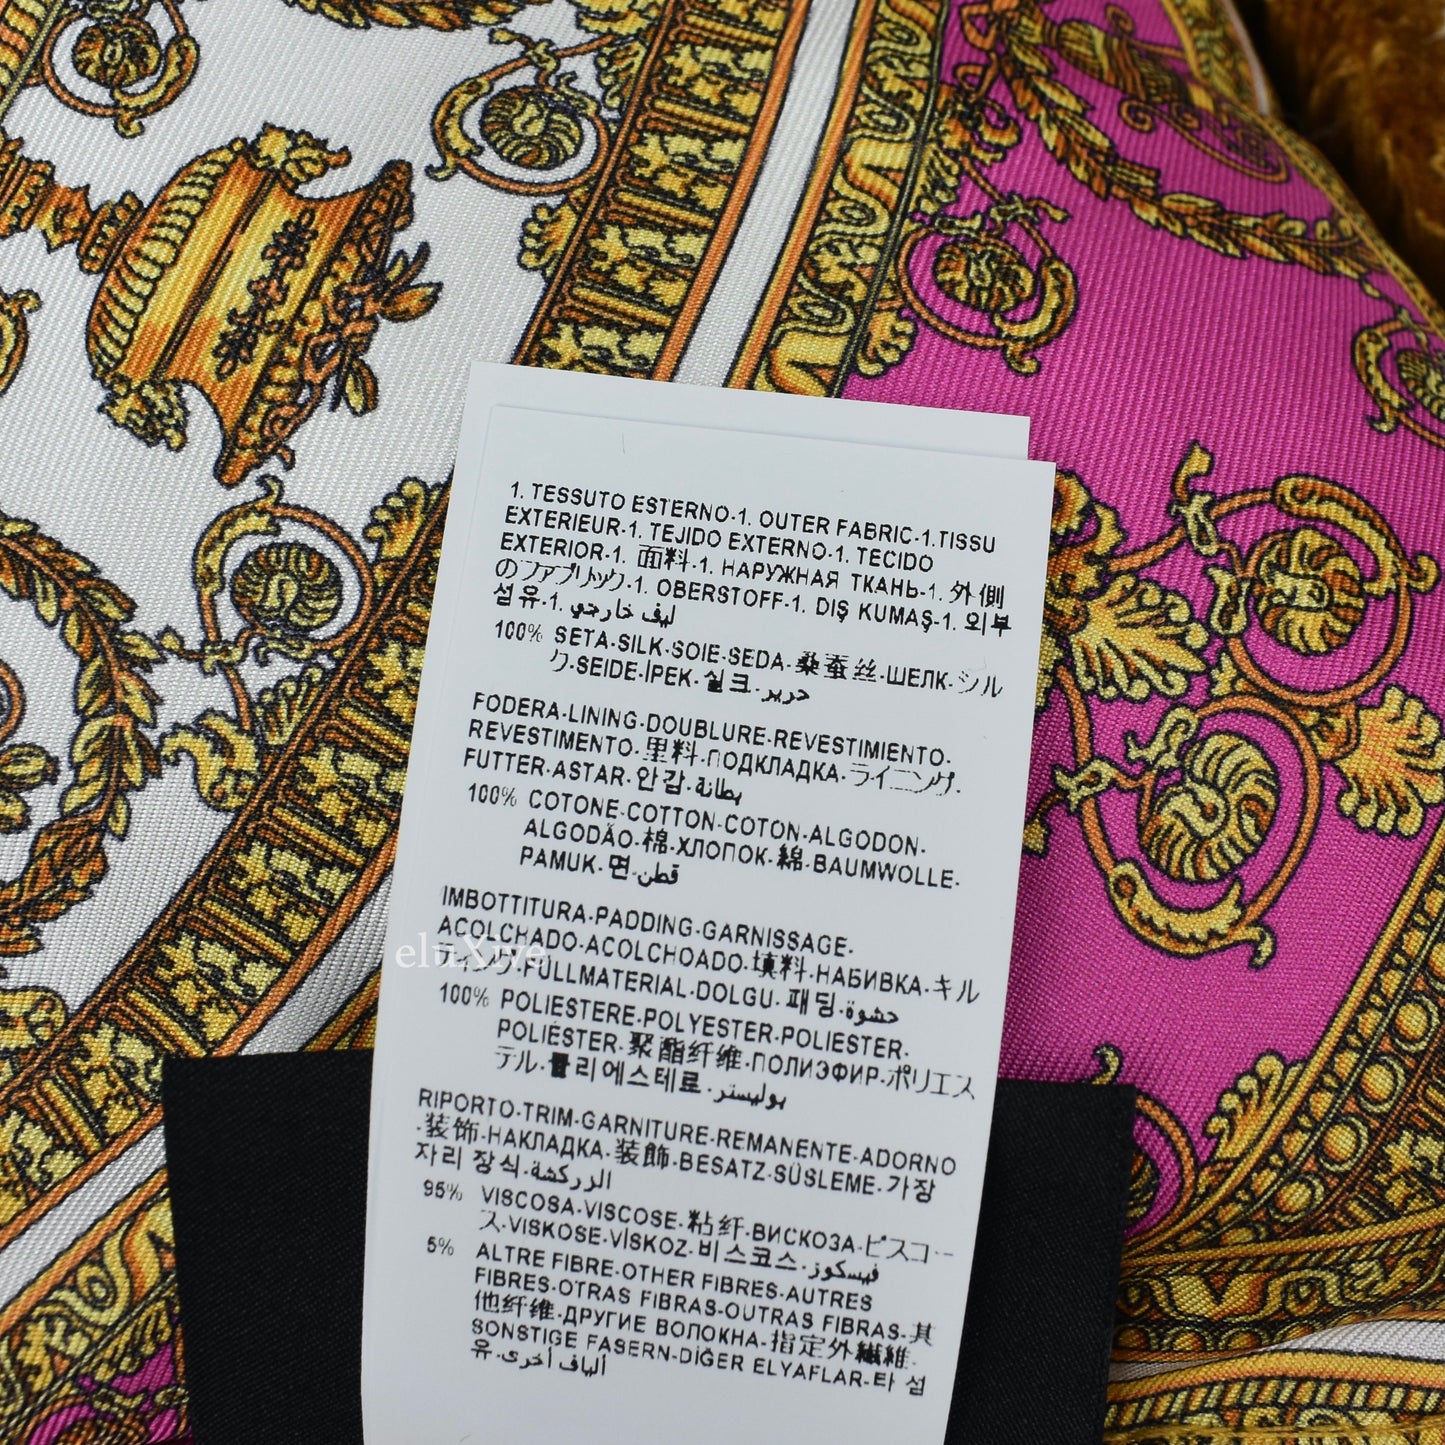 1. TESSUTO ESTERNO-1. OUTER FABRIC-1.TISSU
EXTERIEUR-1. TEJIDO EXTERNO-1. TECIDO
EXTERIOR-1. 面料-1. НАРУЖНАЯ ТКАНЬ-1. 外側
のファブリック-1. OBERSTOFF-1. DIŞ KUMAŞ-1. 외부
섬유-1. ليف خارجي
100% SETA-SILK-SOIE-SEDA-桑蚕丝-ШЕЛК-シル
ク-SEIDE-İPEK-실크-حرير
FODERA-LINING-DOUBLURE-REVESTIMIENTO-
REVESTIMENTO-里料-ПОДКЛАДКА-ライニング-
FUTTER-ASTAR-안감-بطانة
100% COTONE-COTTON-COTON-ALGODON-
ALGODÃO-棉-ХЛОПОК-綿-BAUMWOLLE-
PAMUK-면-قطن
IMBOTTITURA-PADDING-GARNISSAGE-
ACOLCHADO-ACOLCHOADO-填料-НАБИВКА-キル
ティング-FÜLLMATERIAL-DOLGU-패딩-حشوة
eluXive
100% POLIESTERE-POLYESTER-POLIESTER-
POLIÉSTER-聚酯纤维-ПОЛИЭФИР-ポリエス
テル-폴리에스테르-بوليستر
RIPORTO-TRIM-GARNITURE-REMANENTE-ADORNO
-装饰-НАКЛАДКА-装飾-BESATZ-SÜSLEME-가장
자리 장식-الزركشة
95% VISCOSA-VISCOSE-粘纤-ВИСКОЗА-ビスコー
ス-VISKOSE-VİSKOZ-비스코스-فيسكوز
5% ALTRE FIBRE-OTHER FIBRES-AUTRES
FIBRES-OTRAS FIBRAS-OUTRAS FIBRAS-其
他纤维-ДРУГИЕ ВОЛОКНА-指定外繊維-
SONSTIGE FASERN-DİĞER ELYAFLAR-타 섬
유-ألياف أخرى